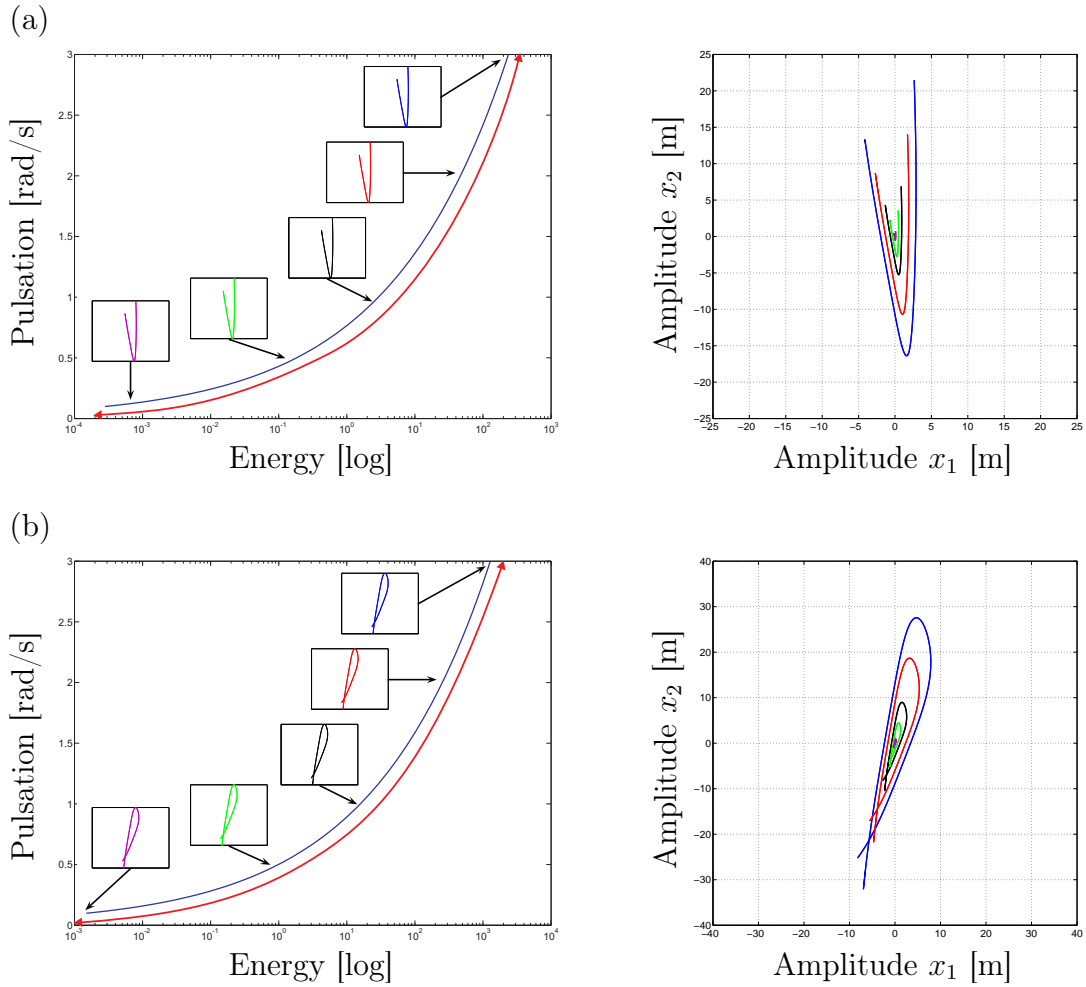 (a)
Pulsation [rad/s]
3
2.5
2
1.5
1
0.5
0
10⁻⁴ 10⁻³ 10⁻² 10⁻¹ 10⁰ 10¹ 10² 10³
Energy [log]
Amplitude x₂ [m]
25
20
15
10
5
0
−5
−10
−15
−20
−25
−25 −20 −15 −10 −5 0 5 10 15 20 25
Amplitude x₁ [m]
(b)
Pulsation [rad/s]
3
2.5
2
1.5
1
0.5
0
10⁻³ 10⁻² 10⁻¹ 10⁰ 10¹ 10² 10³ 10⁴
Energy [log]
Amplitude x₂ [m]
40
30
20
10
0
−10
−20
−30
−40
−40 −30 −20 −10 0 10 20 30 40
Amplitude x₁ [m]